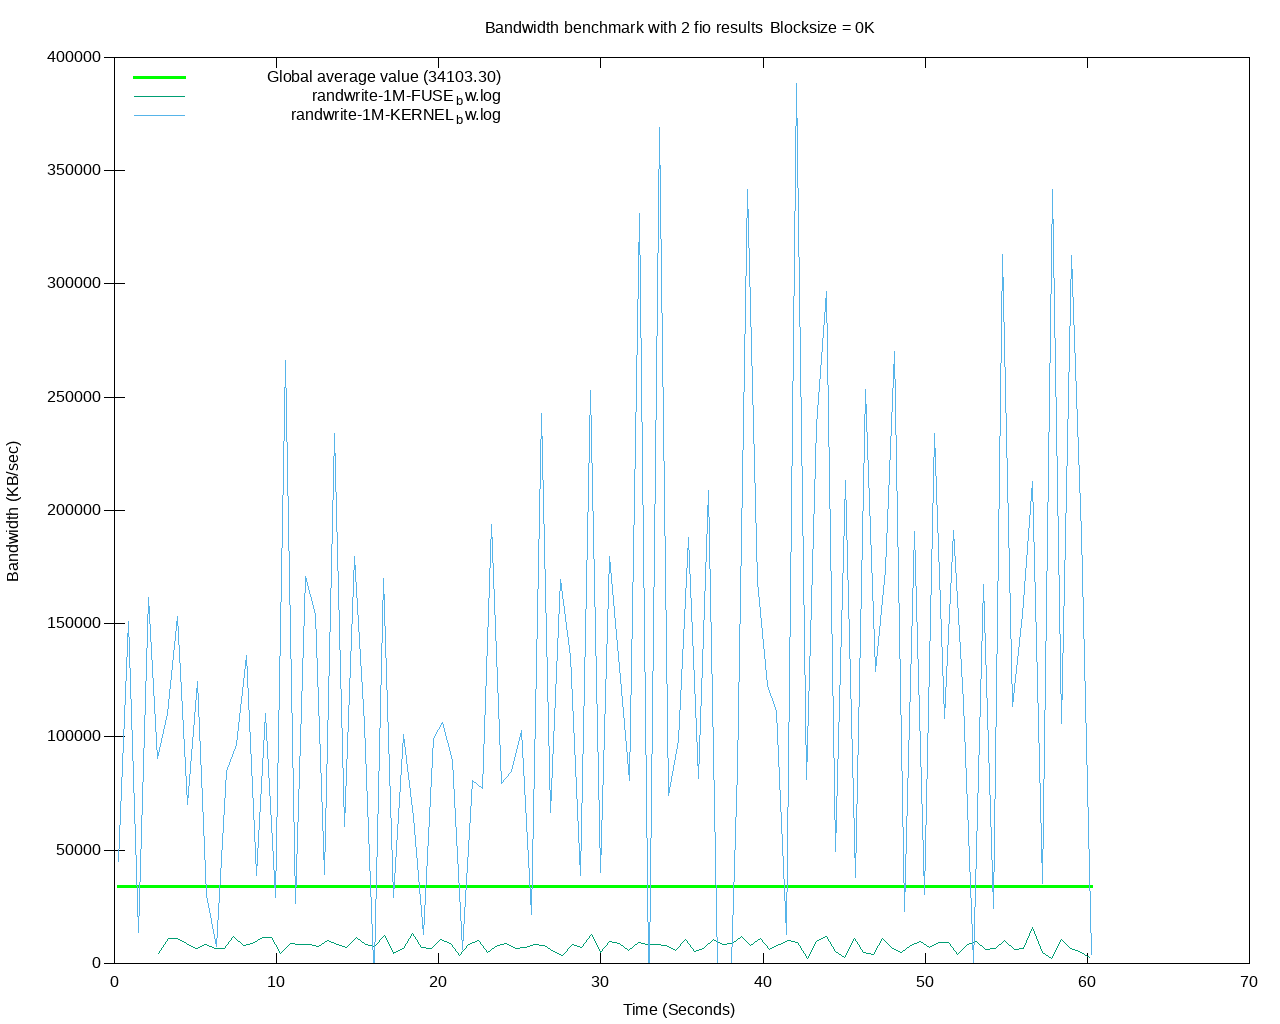 Bandwidth benchmark with 2 fio results Blocksize = 0K
400000
350000
300000
250000
200000
150000
100000
50000
0
Global average value (34103.30)
randwrite-1M-FUSE_bw.log
randwrite-1M-KERNEL_bw.log
Bandwidth (KB/sec)
0 10 20 30 40 50 60 70
Time (Seconds)